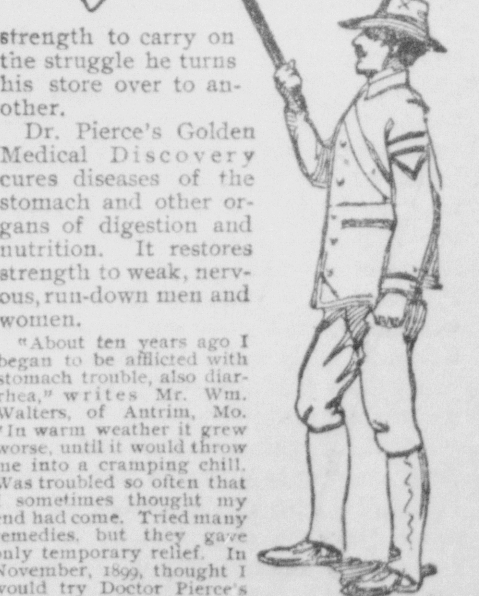 strength to carry on
the struggle he turns
his store over to an-
other.
Dr. Pierce's Golden
Medical Discovery
cures diseases of the
stomach and other or-
gans of digestion and
nutrition. It restores
strength to weak, nerv-
ous, run-down men and
women.
"About ten years ago I
began to be afflicted with
stomach trouble, also diar-
rhea," writes Mr. Wm.
Walters, of Antrim, Mo.
"In warm weather it grew
worse, until it would throw
me into a cramping chill.
Was troubled so often that
I sometimes thought my
end had come. Tried many
remedies, but they gave
only temporary relief. In
November, 1899, thought I
would try Doctor Pierce's